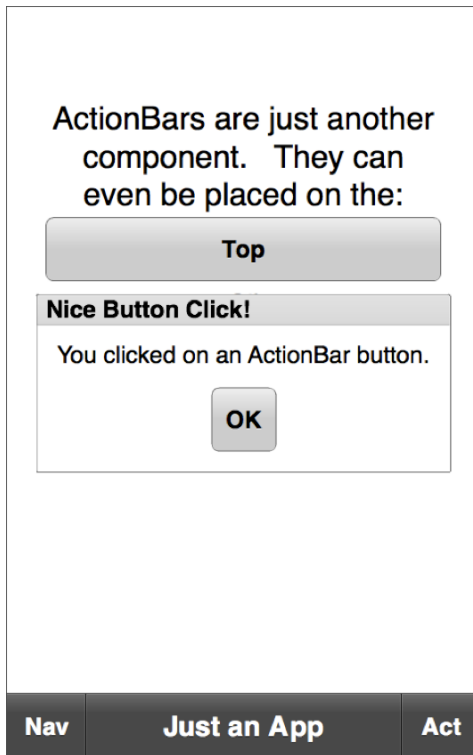 ActionBars are just another
component.   They can
even be placed on the:
Top
Nice Button Click!
You clicked on an ActionBar button.
OK
Nav Just an App Act